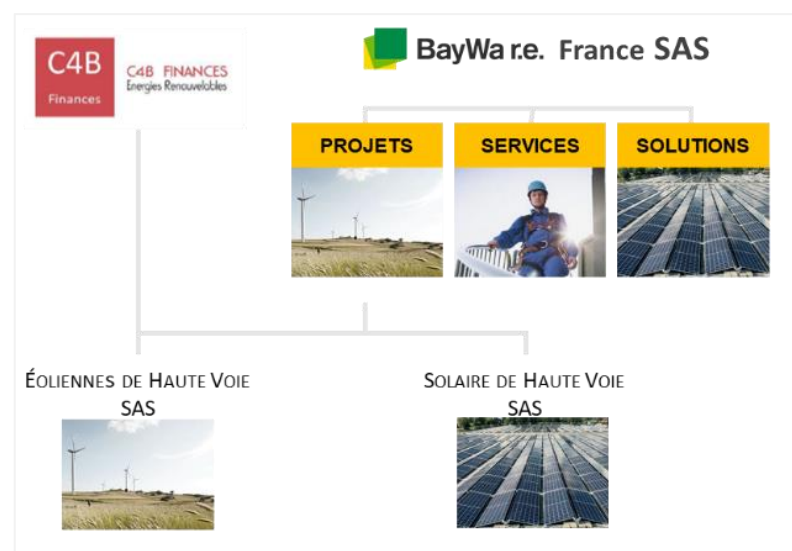 C4B
Finances
C4B FINANCES
Energies Renouvelables
BayWa r.e. France SAS
PROJETS
SERVICES
SOLUTIONS
ÉOLIENNES DE HAUTE VOIE
SAS
SOLAIRE DE HAUTE VOIE
SAS